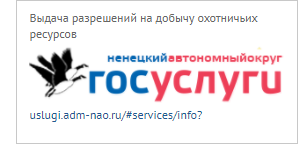 Выдача разрешений на добычу охотничьих
ресурсов
ненецкийавтономныйокруг
госуслуги
uslugi.adm-nao.ru/#services/info?